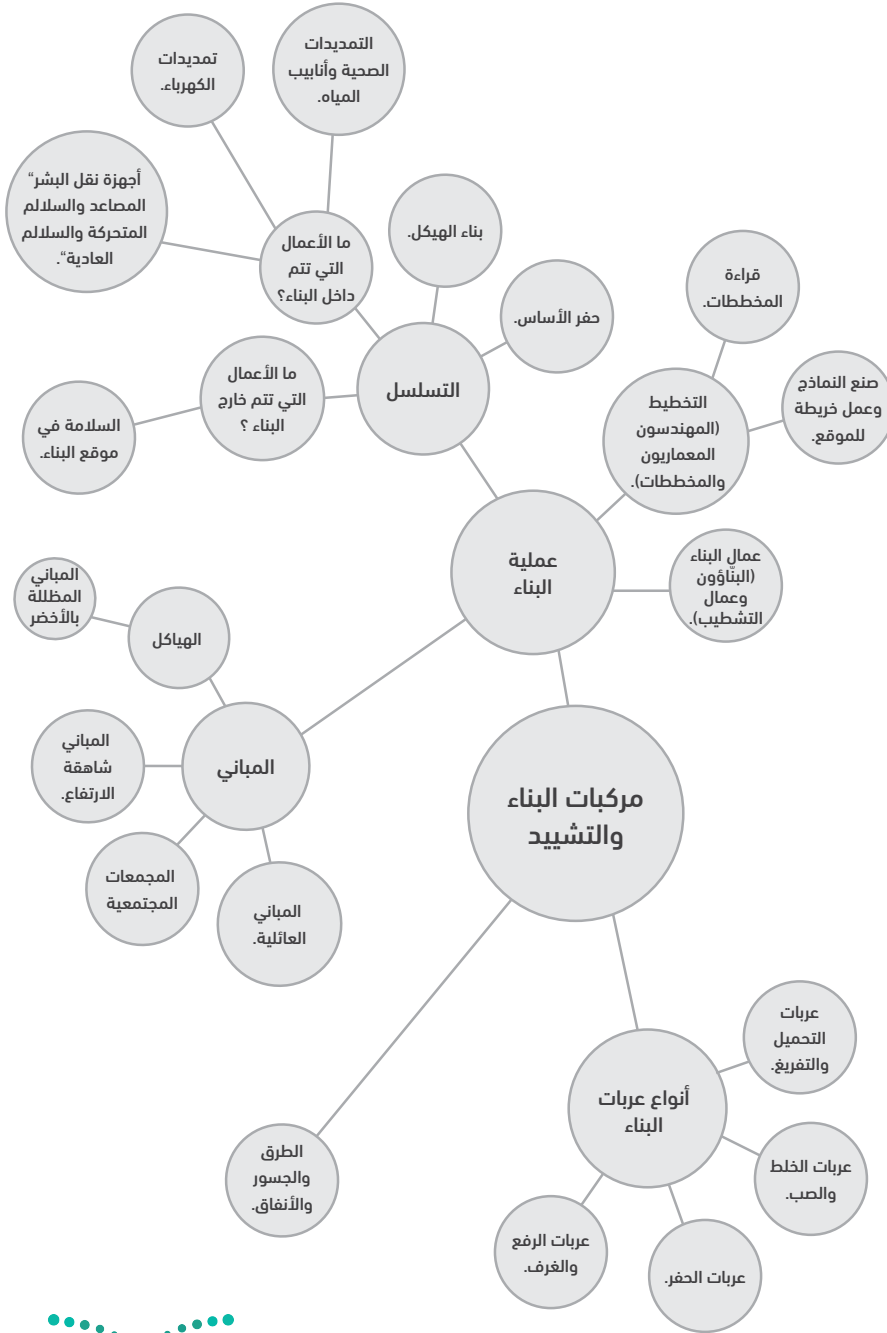 التمديدات
الصحية وأنابيب
المياه.
تمديدات
الكهرباء.
أجهزة نقل البشر“
المصاعد والسلالم
المتحركة والسلالم
العادية“.
ما الأعمال
التي تتم
داخل البناء؟
بناء الهيكل.
حفر الأساس.
قراءة
المخططات.
صنع النماذج
وعمل خريطة
للموقع.
التخطيط
(المهندسون
المعماريون
والمخططات).
التسلسل
ما الأعمال
التي تتم خارج
البناء ؟
السلامة في
موقع البناء.
عملية
البناء
عمال البناء
(البنّاؤون
وعمال
التشطيب).
المباني
المظللة
بالأخضر
الهياكل
المباني
شاهقة
الارتفاع.
المباني
المجمعات
المجتمعية
المباني
العائلية.
مركبات البناء
والتشييد
عربات
التحميل
والتفريغ.
أنواع عربات
البناء
الطرق
والجسور
والأنفاق.
عربات الخلط
والصب.
عربات الرفع
والغرف.
عربات الحفر.